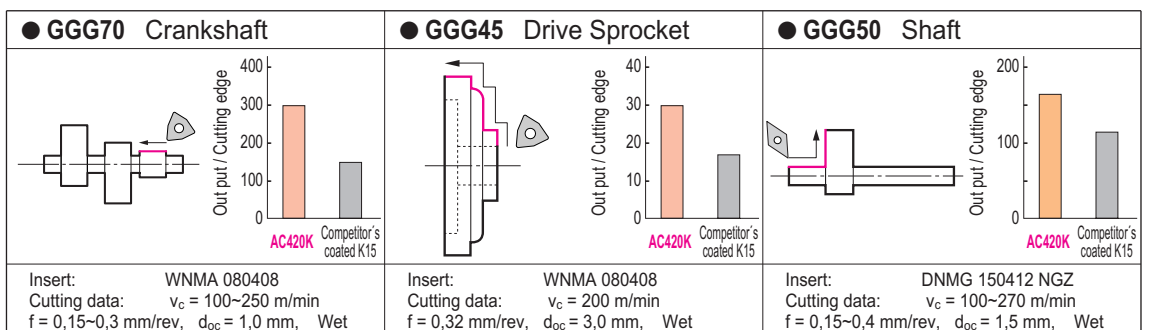 ● GGG70 Crankshaft
Out put / Cutting edge
400
300
200
100
0
AC420K
Competitor´s
coated K15
Insert: WNMA 080408
Cutting data: vc = 100~250 m/min
f = 0,15~0,3 mm/rev, doc = 1,0 mm, Wet
● GGG45 Drive Sprocket
Out put / Cutting edge
40
30
20
10
0
AC420K
Competitor´s
coated K15
Insert: WNMA 080408
Cutting data: vc = 200 m/min
f = 0,32 mm/rev, doc = 3,0 mm, Wet
● GGG50 Shaft
Out put / Cutting edge
200
100
0
AC420K
Competitor´s
coated K15
Insert: DNMG 150412 NGZ
Cutting data: vc = 100~270 m/min
f = 0,15~0,4 mm/rev, doc = 1,5 mm, Wet